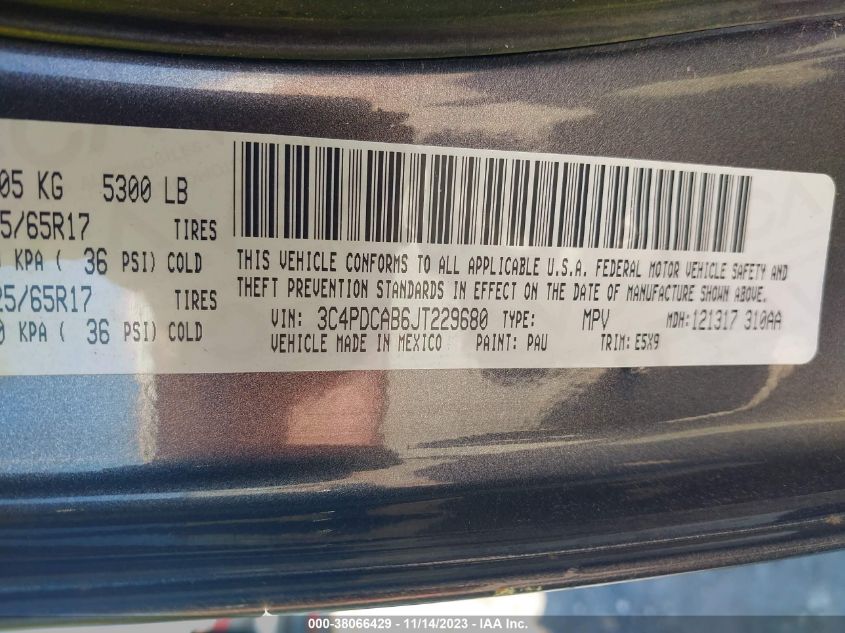 05 KG 5300 LB
5/65R17 TIRES
KPA ( 36 PSI) COLD
25/65R17 TIRES
0 KPA ( 36 PSI) COLD
THIS VEHICLE CONFORMS TO ALL APPLICABLE U.S.A. FEDERAL MOTOR VEHICLE SAFETY AND
THEFT PREVENTION STANDARDS IN EFFECT ON THE DATE OF MANUFACTURE SHOWN ABOVE.
VIN: 3C4PDCAB6JT229680 TYPE: MPV MDH:121317 310AA
VEHICLE MADE IN MEXICO PAINT: PAU TRIM: E5X9
000-38066429 - 11/14/2023 - IAA Inc.